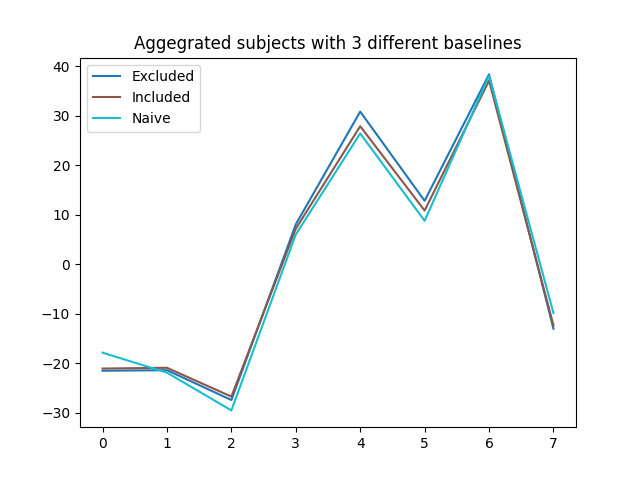 Aggegrated subjects with 3 different baselines
40
30
20
10
0
−10
−20
−30
Excluded
Included
Naive
0 1 2 3 4 5 6 7